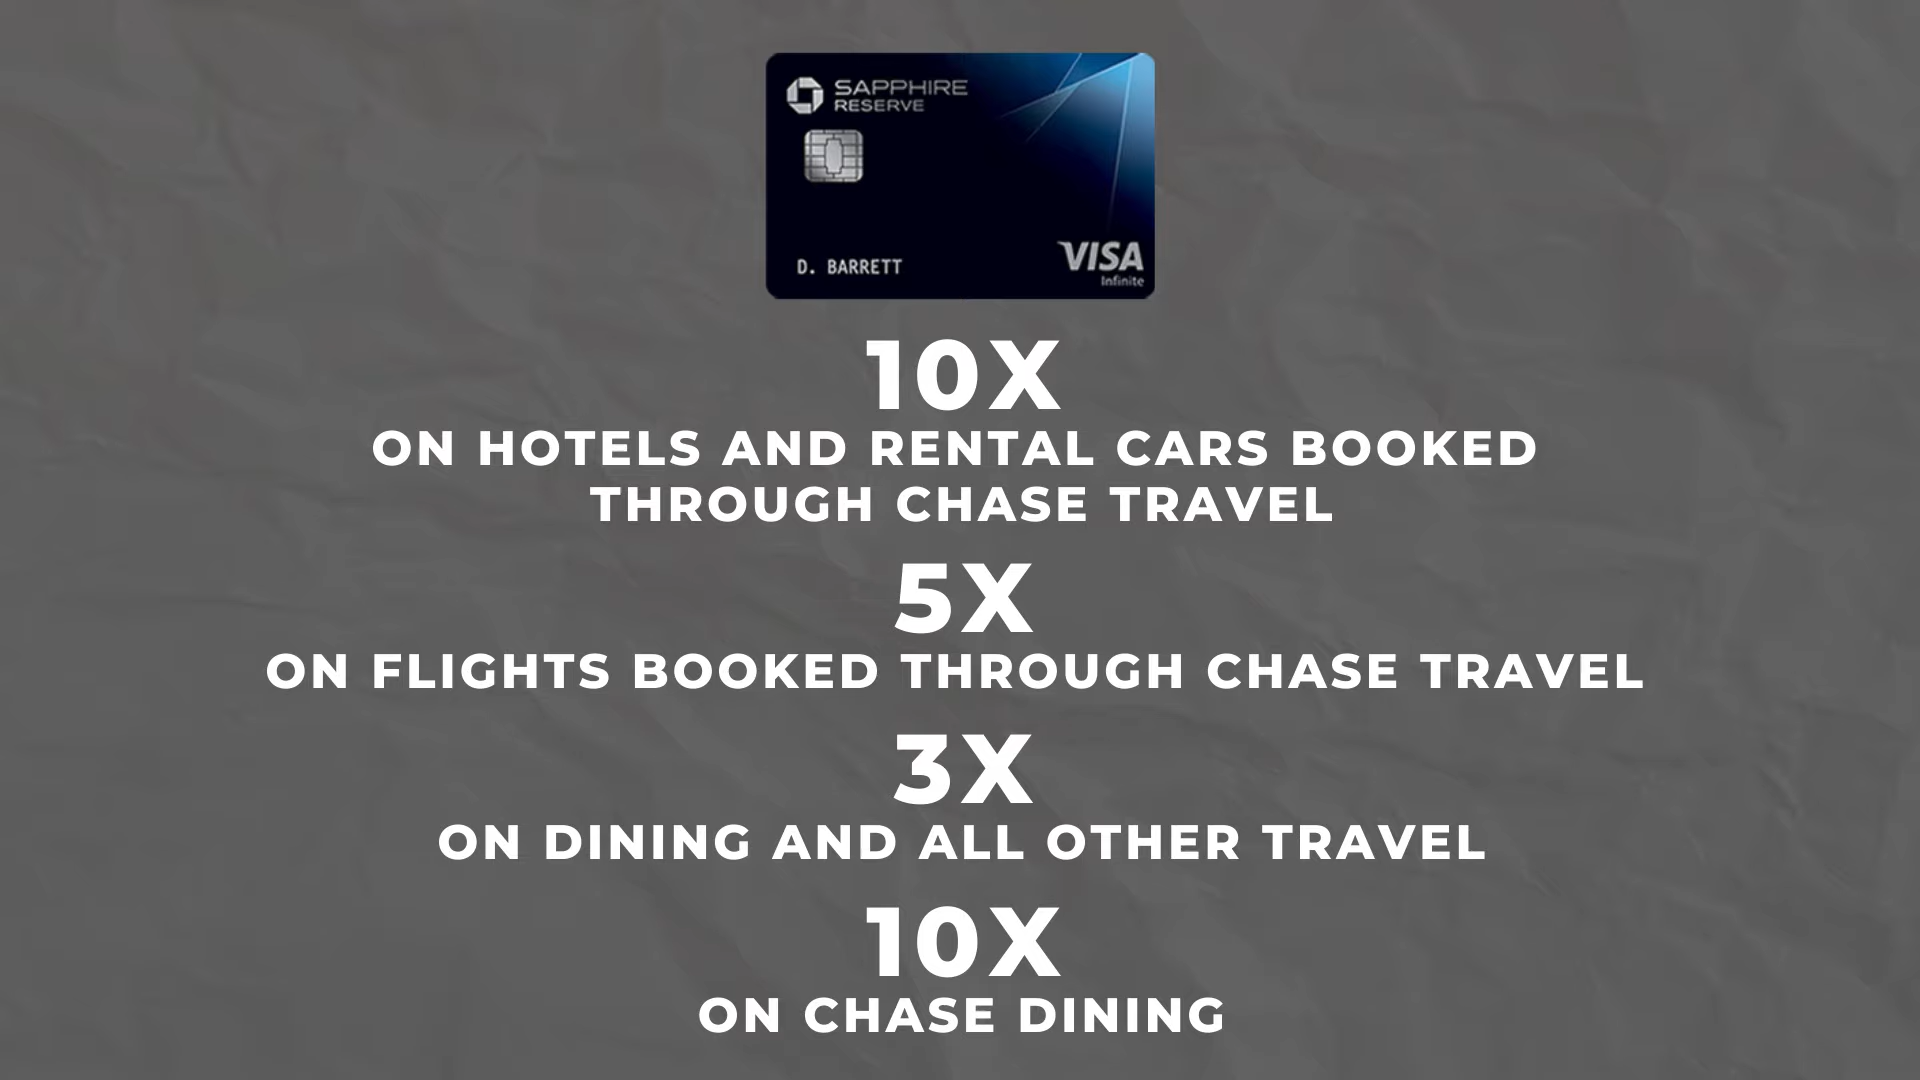 SAPPHIRE
RESERVE
D. BARRETT
VISA
Infinite
10X
ON HOTELS AND RENTAL CARS BOOKED
THROUGH CHASE TRAVEL
5X
ON FLIGHTS BOOKED THROUGH CHASE TRAVEL
3X
ON DINING AND ALL OTHER TRAVEL
10X
ON CHASE DINING